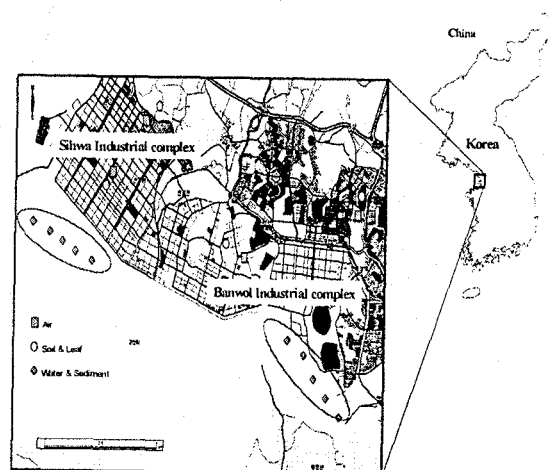 China
Korea
Sihwa Industrial complex
Banwol Industrial complex
Air
Soil & Leaf
Water & Sediment